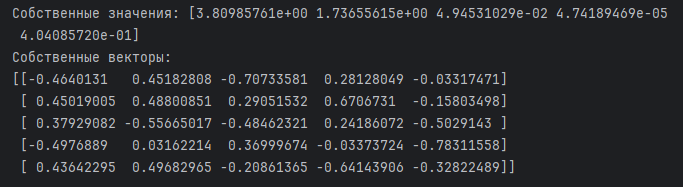 Собственные значения: [3.80985761e+00 1.73655615e+00 4.94531029e-02 4.74189469e-05
 4.04085720e-01]
Собственные векторы:
[[-0.4640131   0.45182808 -0.70733581  0.28128049 -0.03317471]
 [ 0.45019005  0.48800851  0.29051532  0.6706731  -0.15803498]
 [ 0.37929082 -0.55665017 -0.48462321  0.24186072 -0.5029143 ]
 [-0.4976889   0.03162214  0.36999674 -0.03373724 -0.78311558]
 [ 0.43642295  0.49682965 -0.20861365 -0.64143906 -0.32822489]]